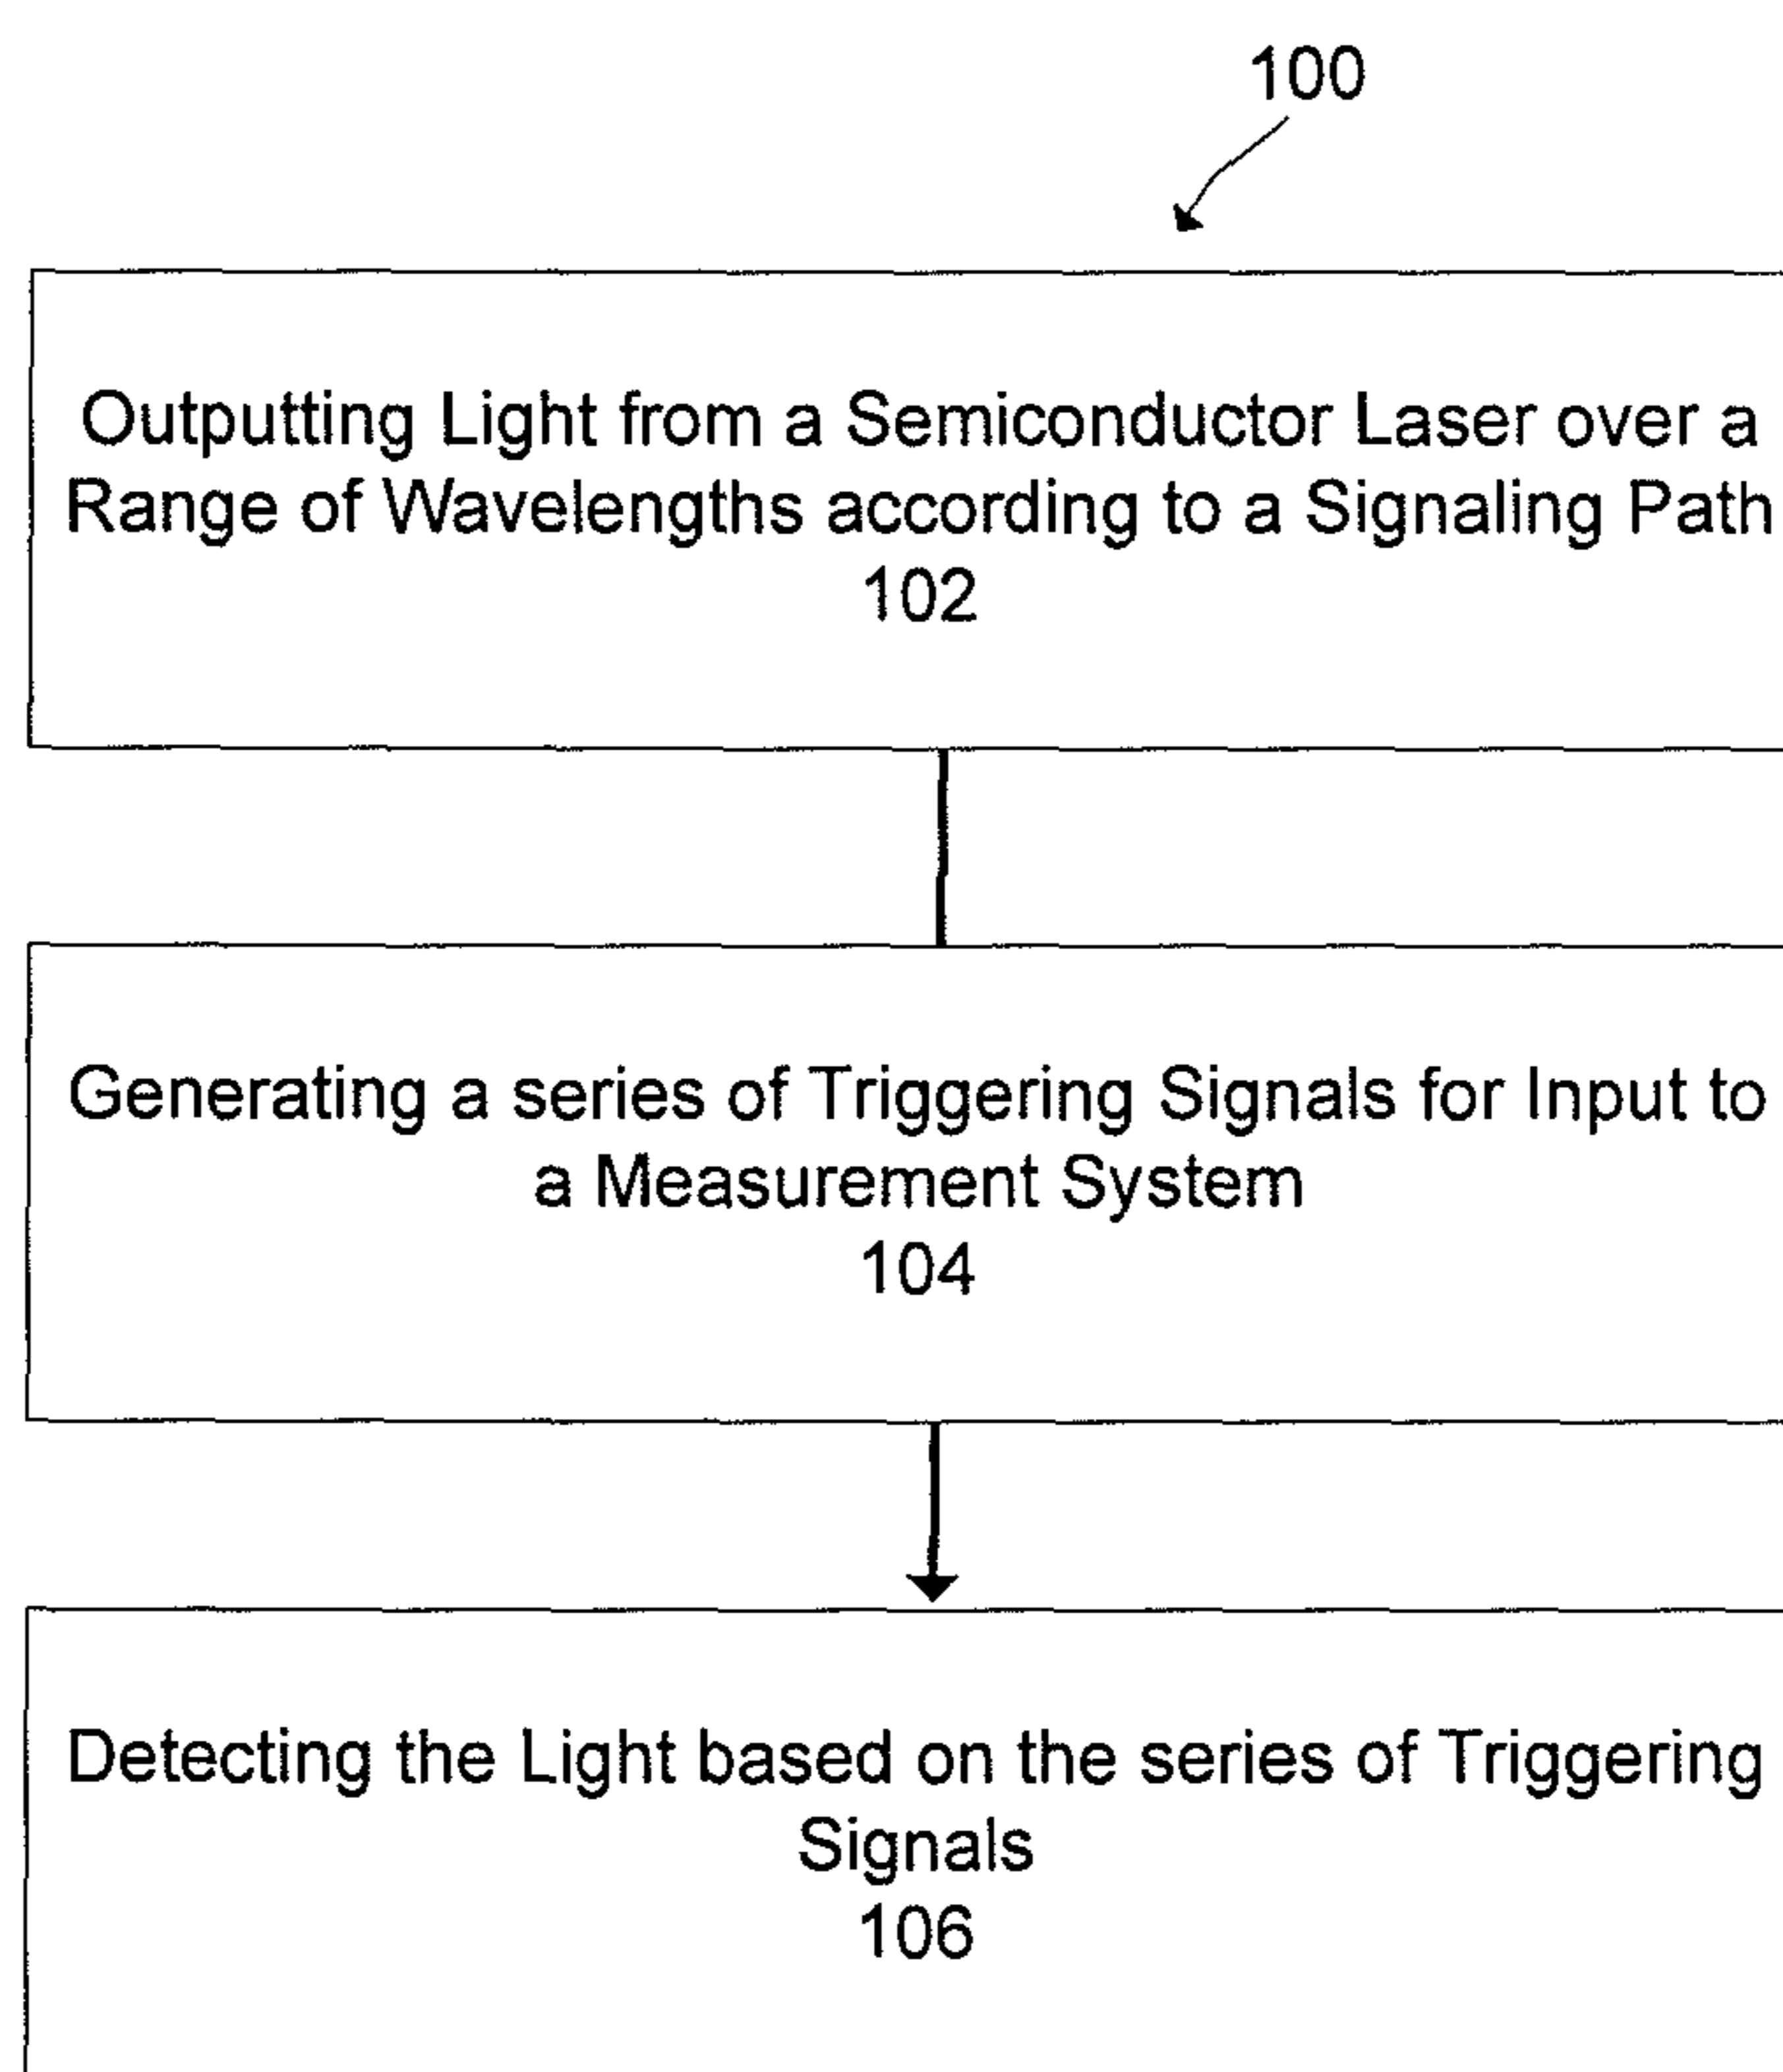 100
Outputting Light from a Semiconductor Laser over a
Range of Wavelengths according to a Signaling Path
102
Generating a series of Triggering Signals for Input to
a Measurement System
104
Detecting the Light based on the series of Triggering
Signals
106